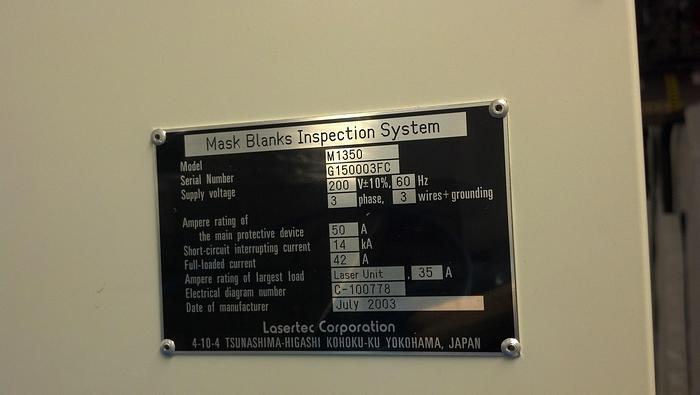 Mask Blanks Inspection System
Model M1350
Serial Number G150003FC
Supply voltage 200 V±10%, 60 Hz
3 phase, 3 wires+grounding
Ampere rating of
the main protective device 50 A
Short-circuit interrupting current 14 kA
Full-loaded current 42 A
Ampere rating of largest load Laser Unit , 35 A
Electrical diagram number C-100778
Date of manufacturer July 2003
Lasertec Corporation
4-10-4 TSUNASHIMA-HIGASHI KOHOKU-KU YOKOHAMA, JAPAN